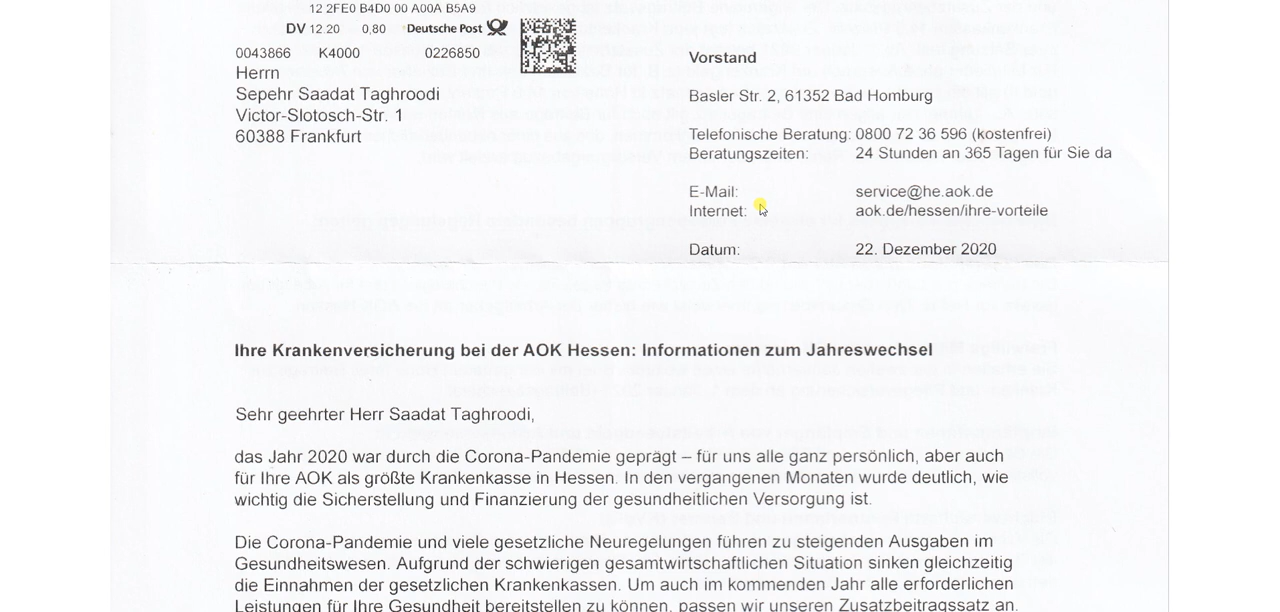 12 2FE0 B4D0 00 A00A B5A9
DV 12.20 0,80 Deutsche Post
0043866 K4000 0226850
Herrn
Sepehr Saadat Taghroodi
Victor-Slotosch-Str. 1
60388 Frankfurt
Vorstand
Basler Str. 2, 61352 Bad Homburg
Telefonische Beratung: 0800 72 36 596 (kostenfrei)
Beratungszeiten: 24 Stunden an 365 Tagen für Sie da
E-Mail: service@he.aok.de
Internet: aok.de/hessen/ihre-vorteile
Datum: 22. Dezember 2020
Ihre Krankenversicherung bei der AOK Hessen: Informationen zum Jahreswechsel
Sehr geehrter Herr Saadat Taghroodi,
das Jahr 2020 war durch die Corona-Pandemie geprägt – für uns alle ganz persönlich, aber auch
für Ihre AOK als größte Krankenkasse in Hessen. In den vergangenen Monaten wurde deutlich, wie
wichtig die Sicherstellung und Finanzierung der gesundheitlichen Versorgung ist.
Die Corona-Pandemie und viele gesetzliche Neuregelungen führen zu steigenden Ausgaben im
Gesundheitswesen. Aufgrund der schwierigen gesamtwirtschaftlichen Situation sinken gleichzeitig
die Einnahmen der gesetzlichen Krankenkassen. Um auch im kommenden Jahr alle erforderlichen
Leistungen für Ihre Gesundheit bereitstellen zu können, passen wir unseren Zusatzbeitragssatz an.